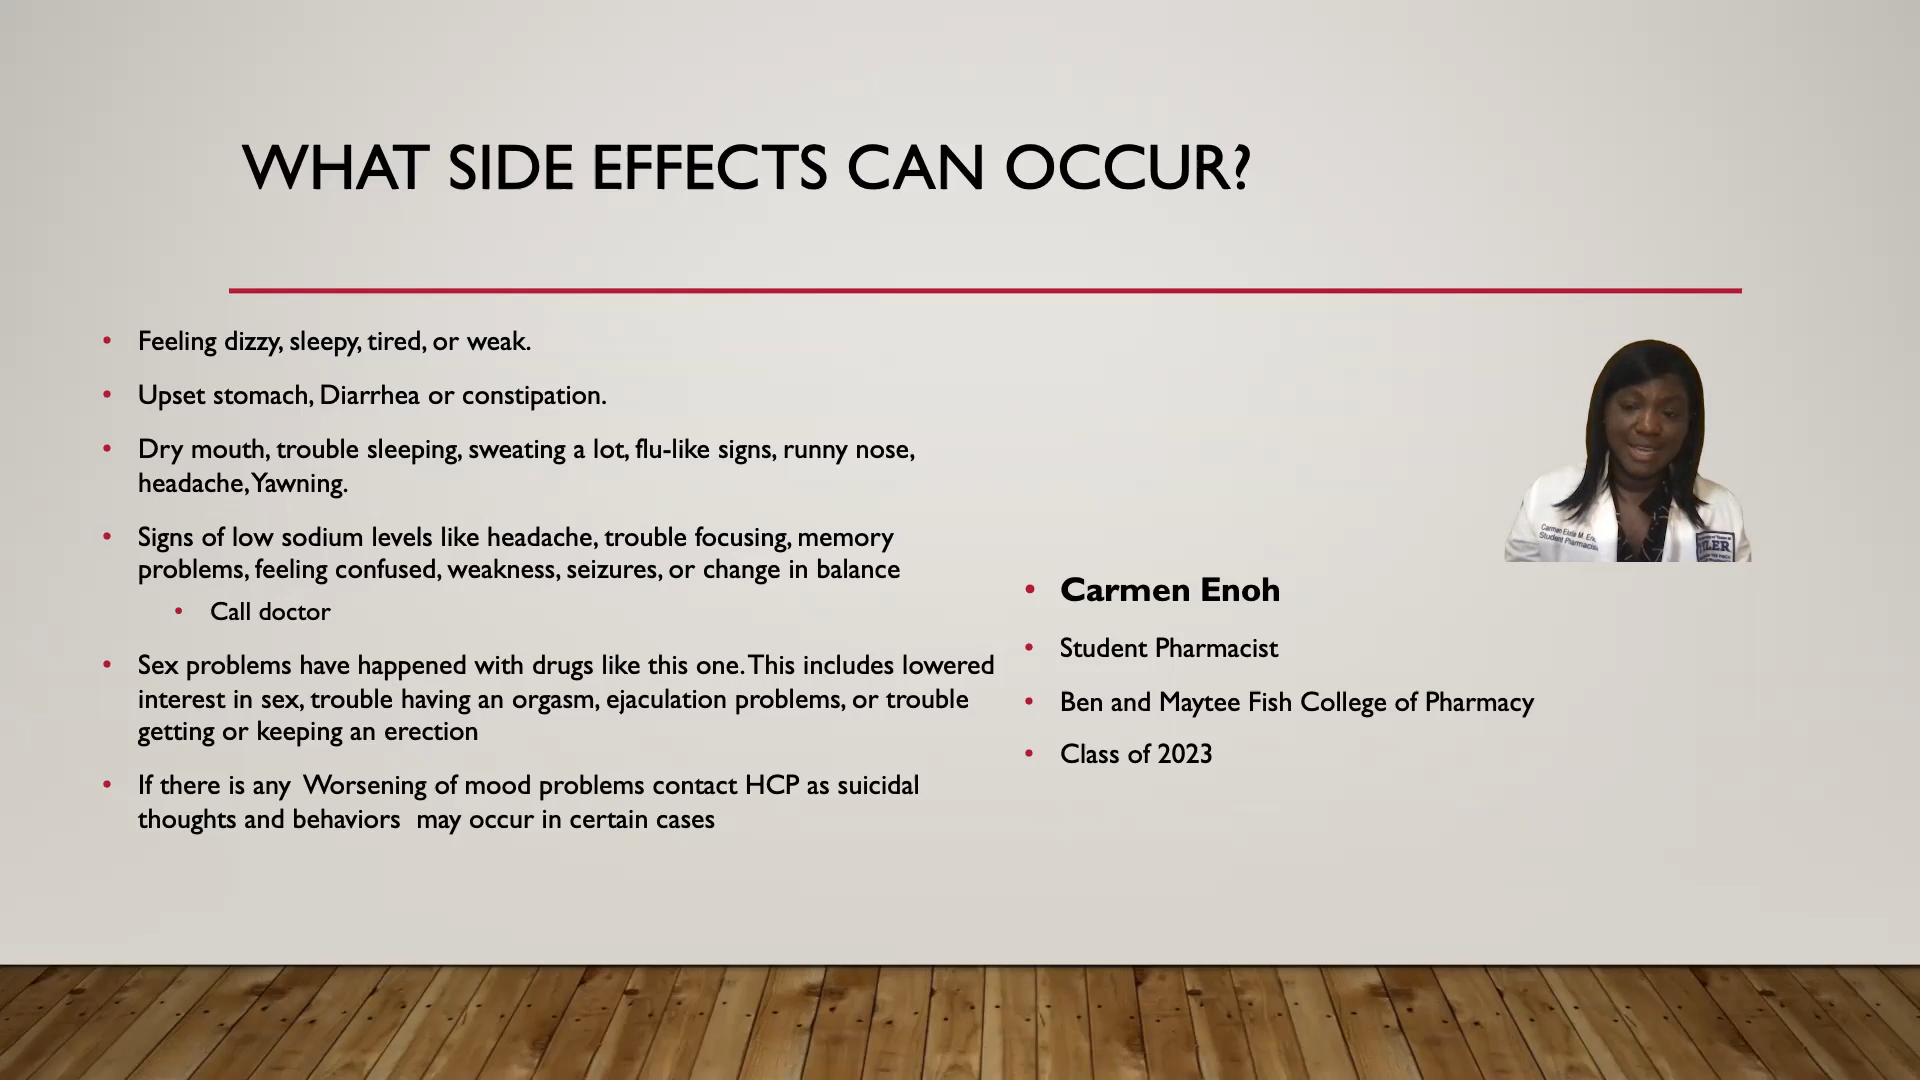 WHAT SIDE EFFECTS CAN OCCUR?
• Feeling dizzy, sleepy, tired, or weak.
• Upset stomach, Diarrhea or constipation.
• Dry mouth, trouble sleeping, sweating a lot, flu-like signs, runny nose,
headache, Yawning.
• Signs of low sodium levels like headache, trouble focusing, memory
problems, feeling confused, weakness, seizures, or change in balance
• Call doctor
• Sex problems have happened with drugs like this one. This includes lowered
interest in sex, trouble having an orgasm, ejaculation problems, or trouble
getting or keeping an erection
• If there is any  Worsening of mood problems contact HCP as suicidal
thoughts and behaviors  may occur in certain cases
Carmen
Student
• Carmen Enoh
• Student Pharmacist
• Ben and Maytee Fish College of Pharmacy
• Class of 2023